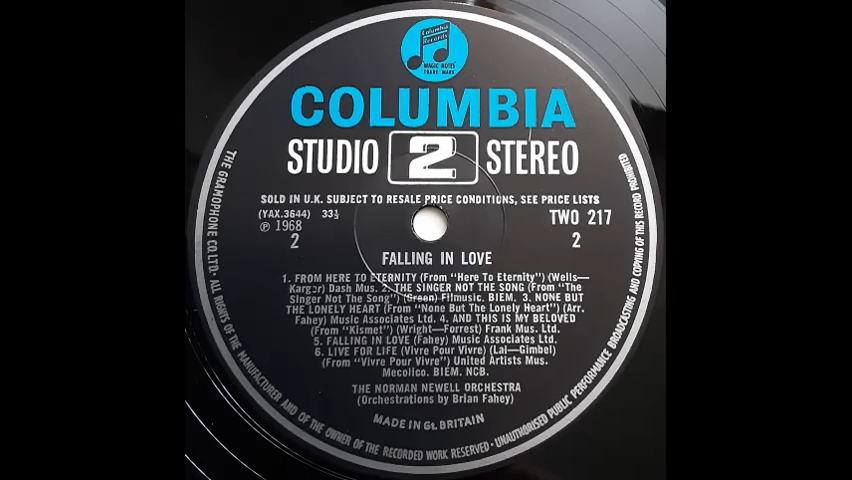 Columbia
Records
MAGIC NOTES
TRADE MARK
COLUMBIA
STUDIO 2 STEREO
SOLD IN U.K. SUBJECT TO RESALE PRICE CONDITIONS, SEE PRICE LISTS
(YAX.3644) 33⅓ TWO 217
℗ 1968
2 2
FALLING IN LOVE
1. FROM HERE TO ETERNITY (From "Here To Eternity") (Wells—
Karger) Dash Mus. 2. THE SINGER NOT THE SONG (From "The
Singer Not The Song") (Green) Filmusic. BIEM. 3. NONE BUT
THE LONELY HEART (From "None But The Lonely Heart") (Arr.
Fahey) Music Associates Ltd. 4. AND THIS IS MY BELOVED
(From "Kismet") (Wright—Forrest) Frank Mus. Ltd.
5. FALLING IN LOVE (Fahey) Music Associates Ltd.
6. LIVE FOR LIFE (Vivre Pour Vivre) (Lai—Gimbel)
(From "Vivre Pour Vivre") United Artists Mus.
Mecolico. BIEM. NCB.
THE NORMAN NEWELL ORCHESTRA
(Orchestrations by Brian Fahey)
MADE IN Gt. BRITAIN
THE GRAMOPHONE CO. LTD. · ALL RIGHTS OF THE MANUFACTURER AND OF THE OWNER OF THE RECORDED WORK RESERVED · UNAUTHORISED PUBLIC PERFORMANCE BROADCASTING AND COPYING OF THIS RECORD PROHIBITED